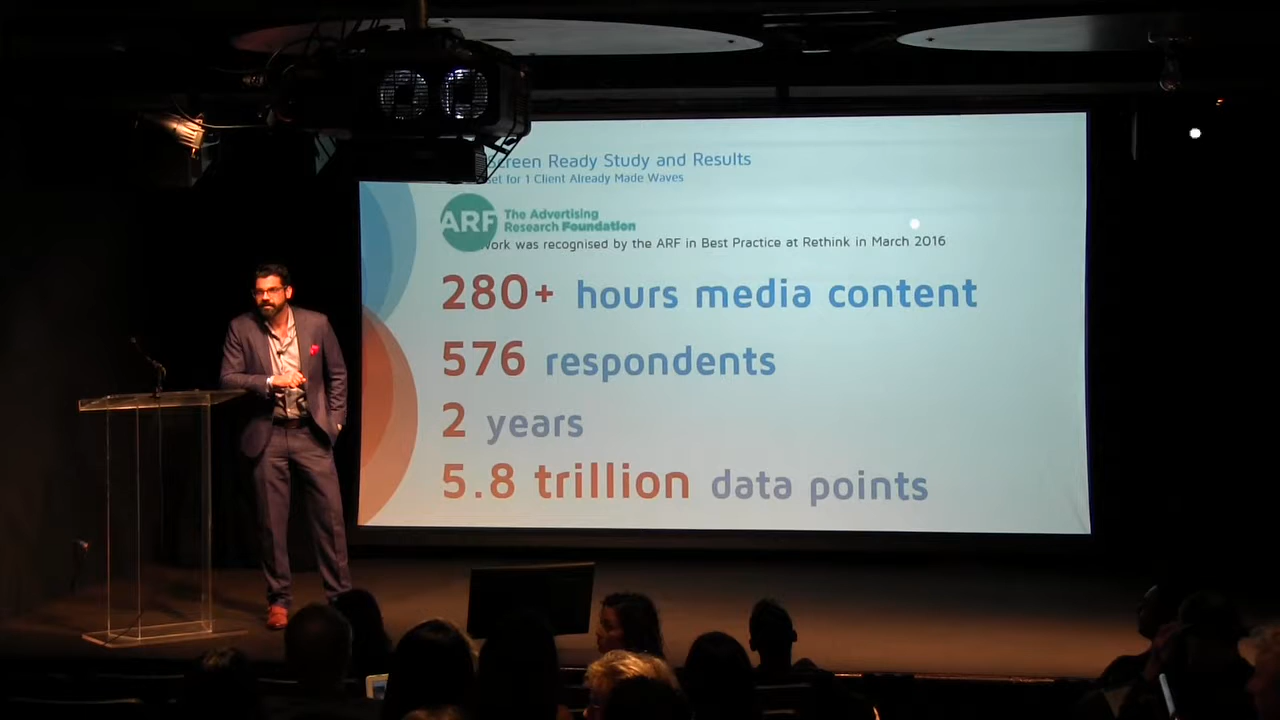 Screen Ready Study and Results
set for 1 Client Already Made Waves
ARF The Advertising
Research Foundation
work was recognised by the ARF in Best Practice at Rethink in March 2016
280+ hours media content
576 respondents
2 years
5.8 trillion data points